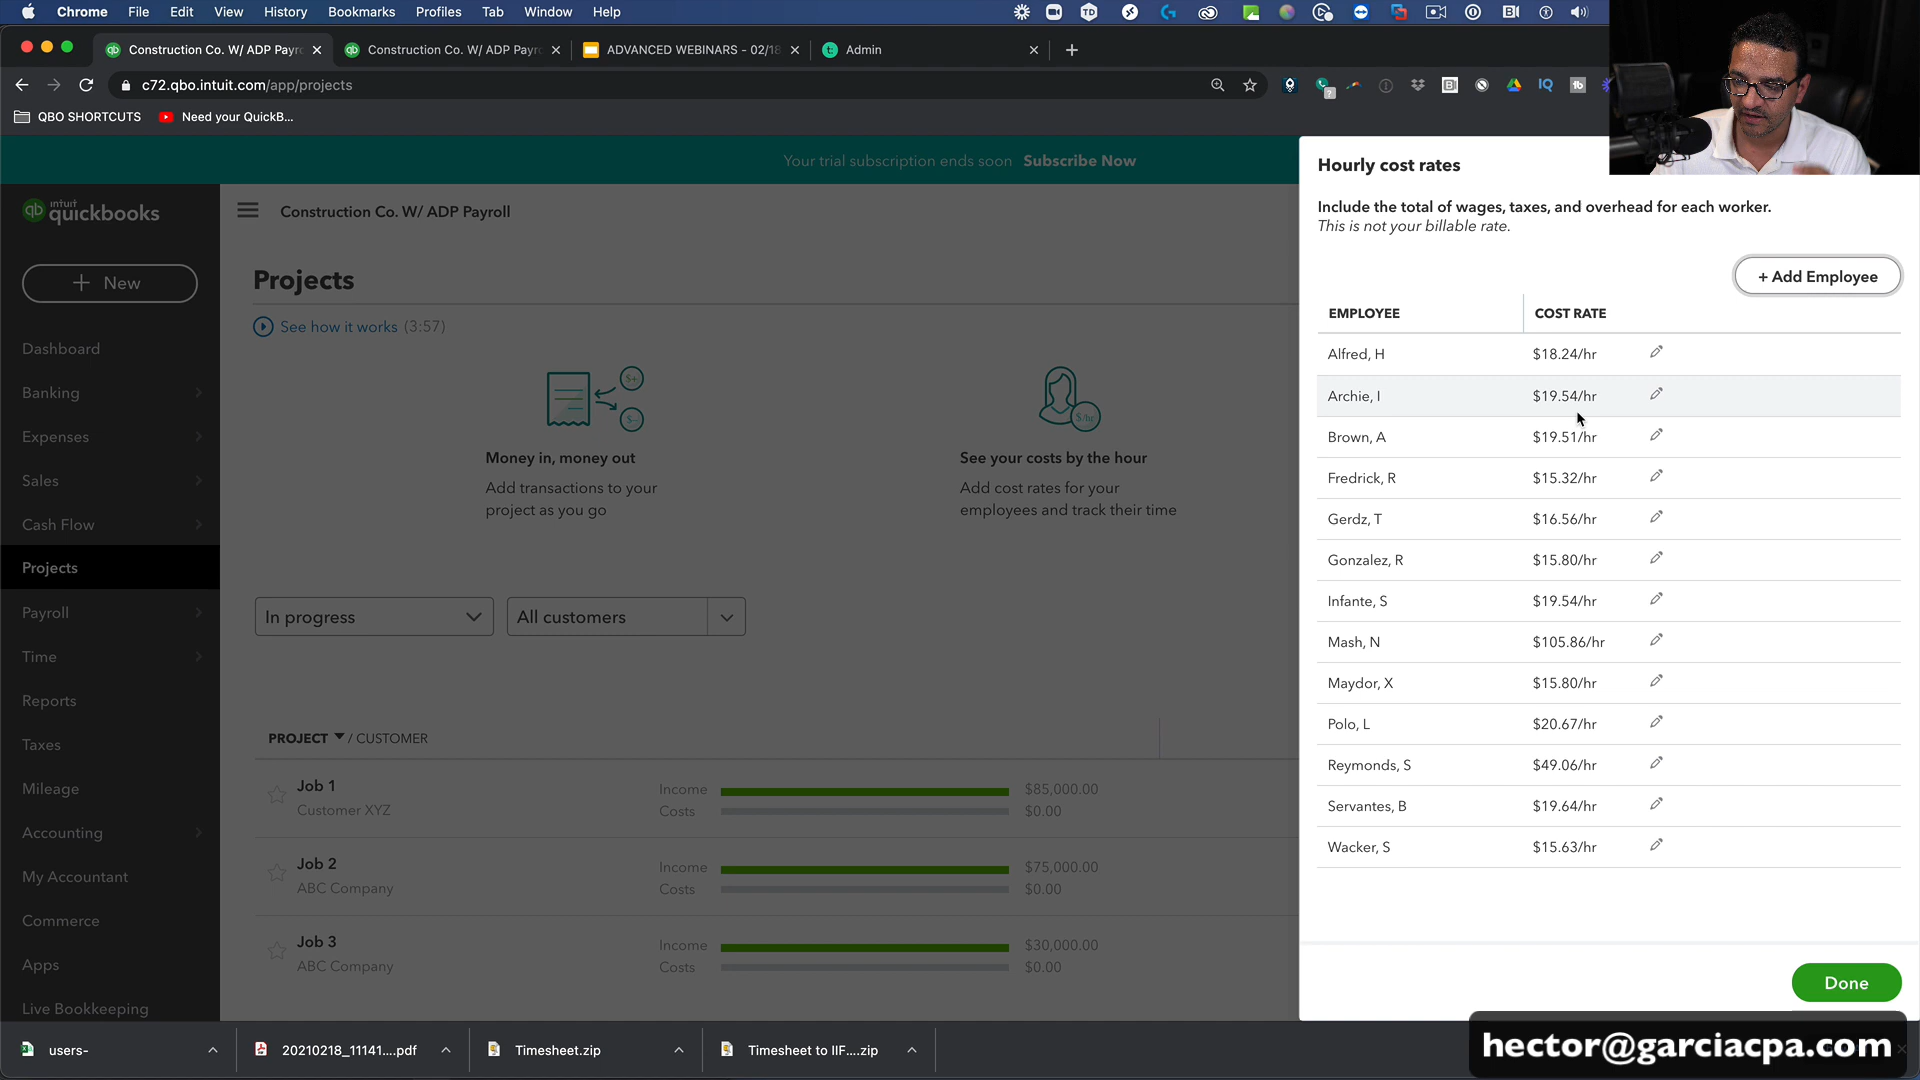 Chrome File Edit View History Bookmarks Profiles Tab Window Help
Construction Co. W/ ADP Payro
Construction Co. W/ ADP Payro
ADVANCED WEBINARS - 02/18
Admin
c72.qbo.intuit.com/app/projects
QBO SHORTCUTS
Need your QuickB...
Your trial subscription ends soon Subscribe Now
intuit
quickbooks
Construction Co. W/ ADP Payroll
New
Dashboard
Banking
Expenses
Sales
Cash Flow
Projects
Payroll
Time
Reports
Taxes
Mileage
Accounting
My Accountant
Commerce
Apps
Live Bookkeeping
Projects
See how it works (3:57)
Money in, money out
Add transactions to your
project as you go
See your costs by the hour
Add cost rates for your
employees and track their time
In progress
All customers
PROJECT / CUSTOMER
Job 1
Customer XYZ
Income $85,000.00
Costs $0.00
Job 2
ABC Company
Income $75,000.00
Costs $0.00
Job 3
ABC Company
Income $30,000.00
Costs $0.00
Hourly cost rates
Include the total of wages, taxes, and overhead for each worker.
This is not your billable rate.
+ Add Employee
EMPLOYEE COST RATE
Alfred, H $18.24/hr
Archie, I $19.54/hr
Brown, A $19.51/hr
Fredrick, R $15.32/hr
Gerdz, T $16.56/hr
Gonzalez, R $15.80/hr
Infante, S $19.54/hr
Mash, N $105.86/hr
Maydor, X $15.80/hr
Polo, L $20.67/hr
Reymonds, S $49.06/hr
Servantes, B $19.64/hr
Wacker, S $15.63/hr
Done
users-
20210218_11141....pdf
Timesheet.zip
Timesheet to IIF....zip
hector@garciacpa.com